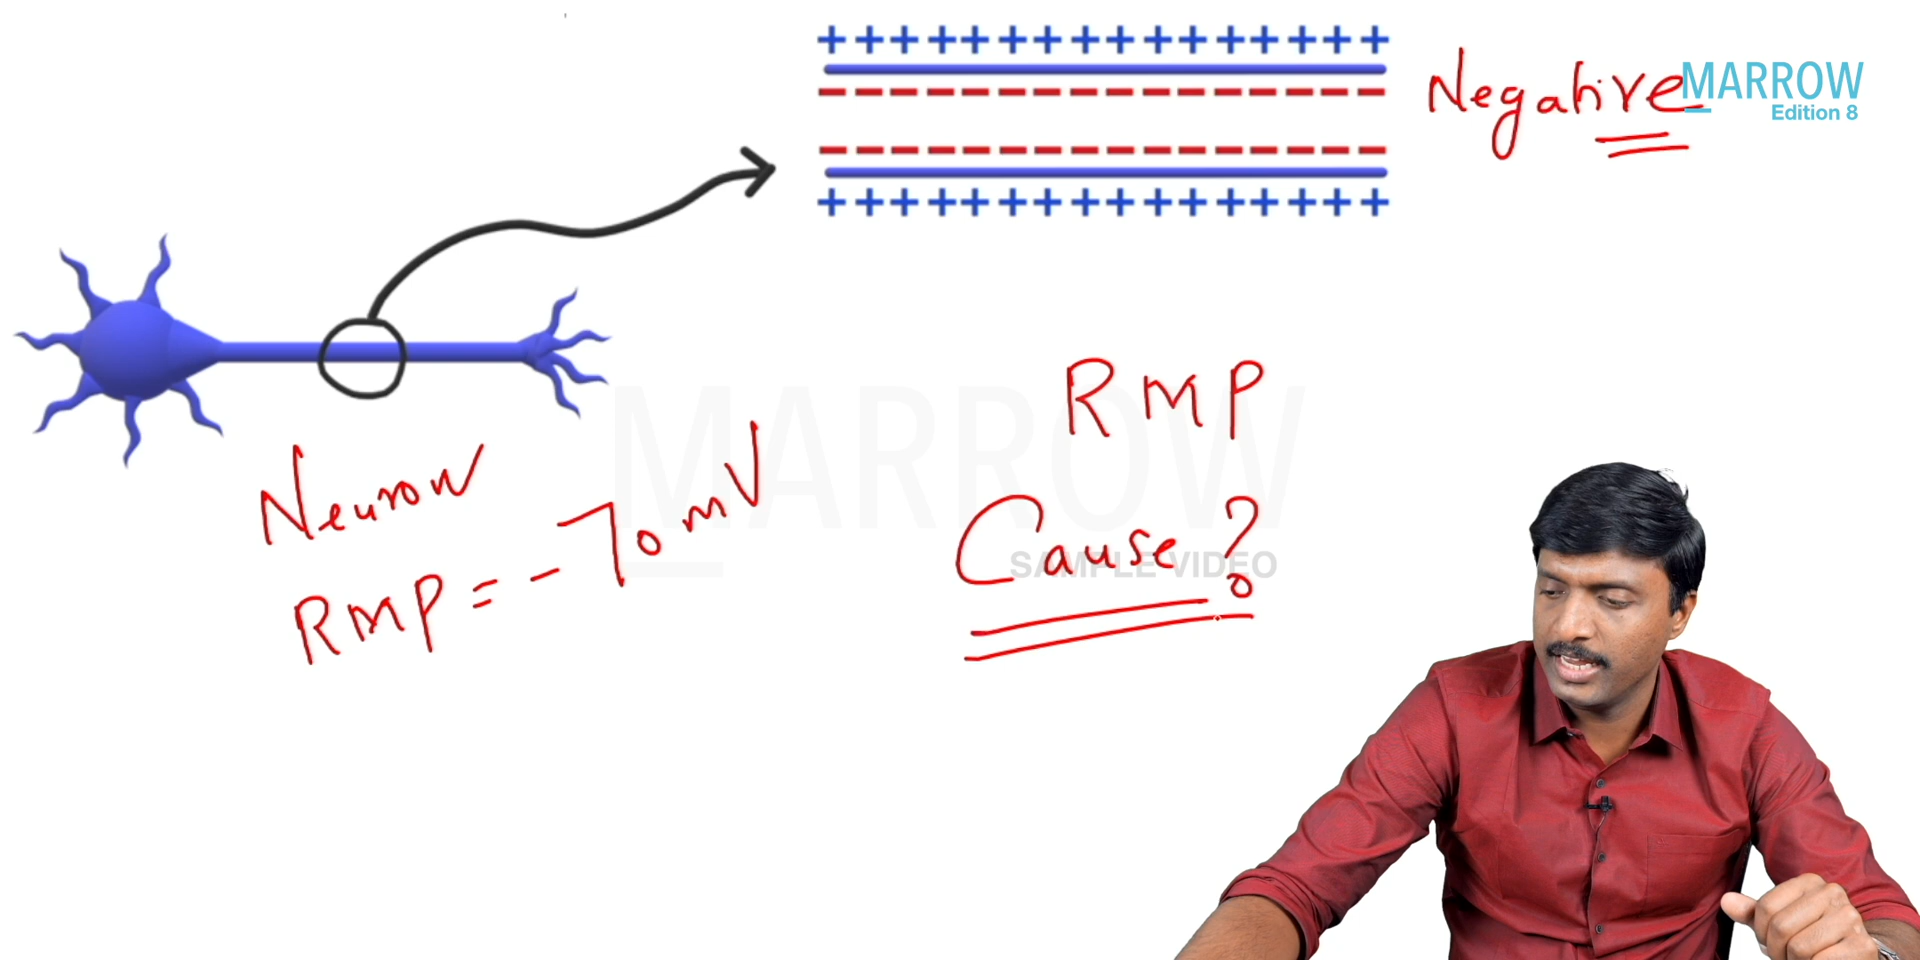 + + + + + + + + + + + + + + + +
Negative
MARROW
Edition 8
− − − − − − − − − − − − − − − −
− − − − − − − − − − − − − − − −
+ + + + + + + + + + + + + + + +
RMP
MARROW
Neuron
RMP = -70mV
Cause?
SAMPLE VIDEO